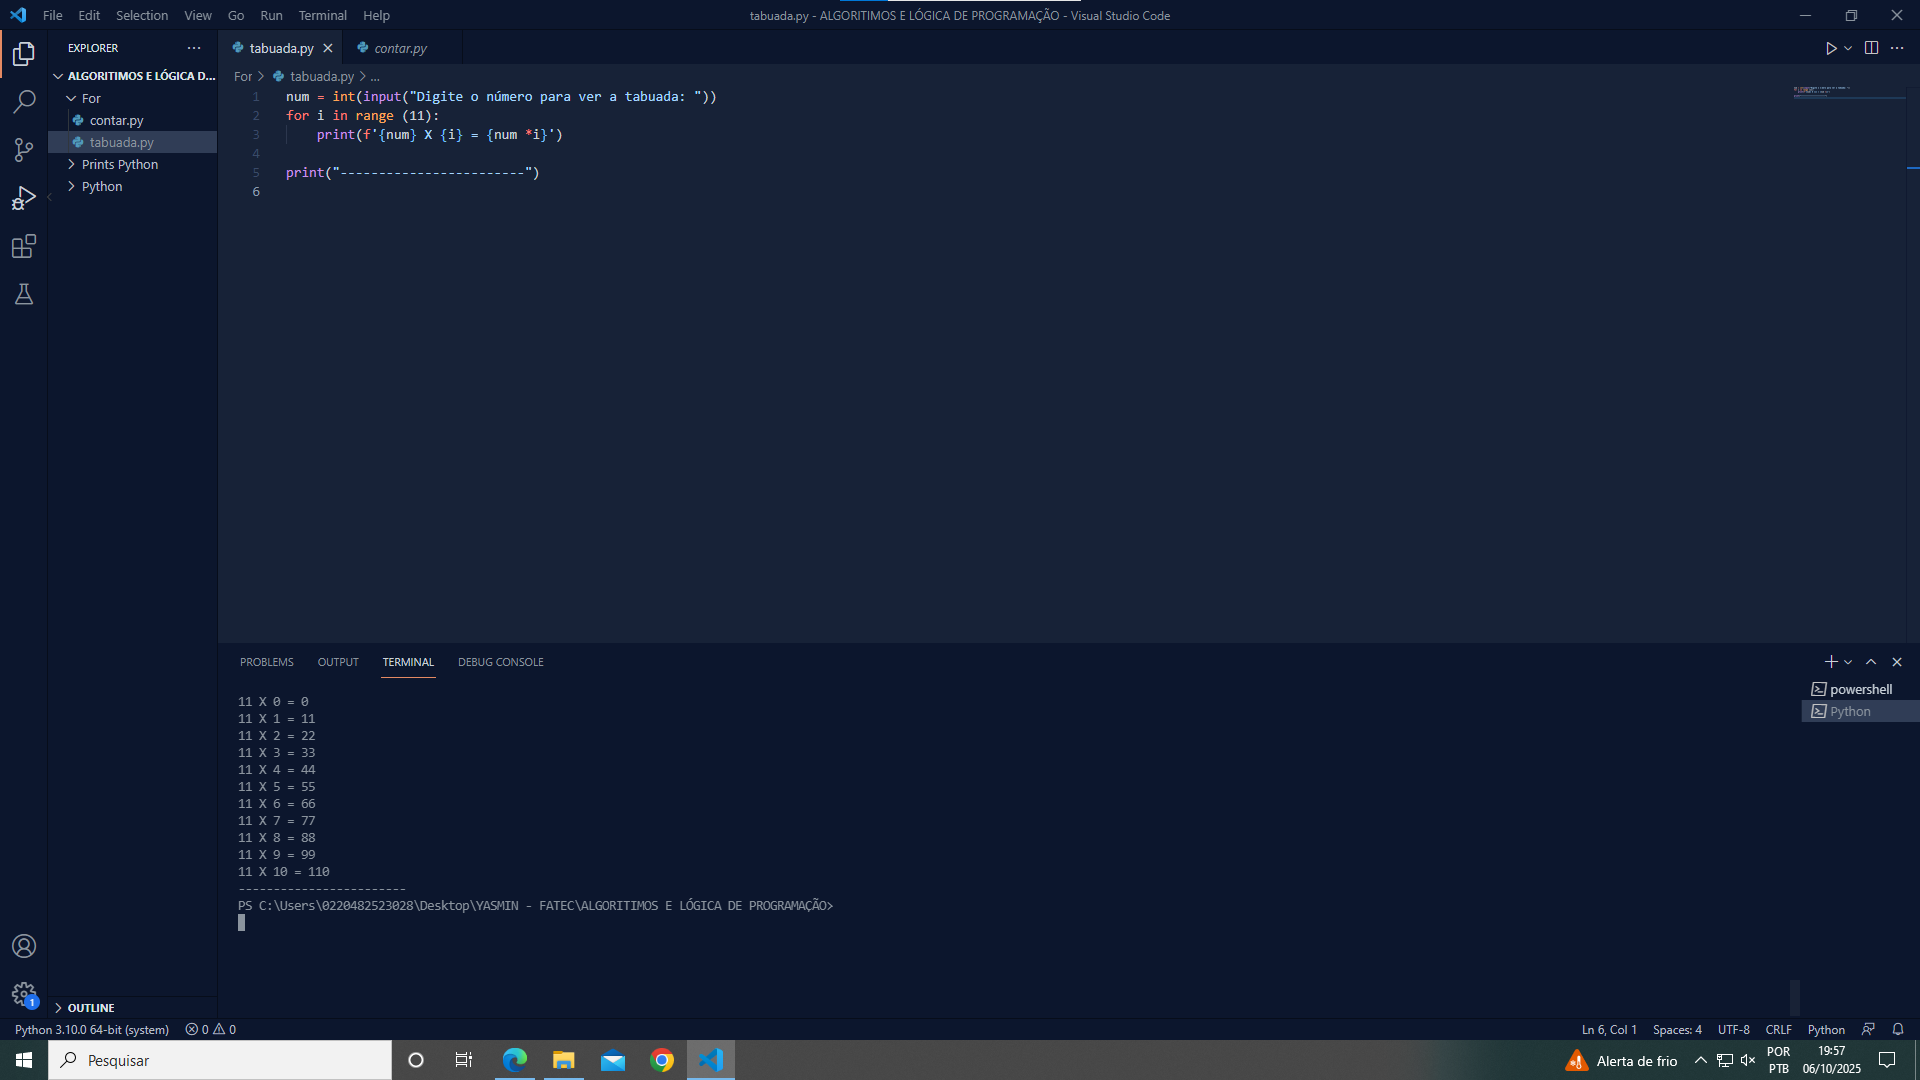 File Edit Selection View Go Run Terminal Help
tabuada.py - ALGORITIMOS E LÓGICA DE PROGRAMAÇÃO - Visual Studio Code
EXPLORER
ALGORITIMOS E LÓGICA D...
For
contar.py
tabuada.py
Prints Python
Python
OUTLINE
tabuada.py
contar.py
For > tabuada.py > ...
1 num = int(input("Digite o número para ver a tabuada: "))
2 for i in range (11):
3     print(f'{num} X {i} = {num *i}')
4
5 print("------------------------")
6
PROBLEMS OUTPUT TERMINAL DEBUG CONSOLE
powershell
Python
11 X 0 = 0
11 X 1 = 11
11 X 2 = 22
11 X 3 = 33
11 X 4 = 44
11 X 5 = 55
11 X 6 = 66
11 X 7 = 77
11 X 8 = 88
11 X 9 = 99
11 X 10 = 110
------------------------
PS C:\Users\0220482523028\Desktop\YASMIN - FATEC\ALGORITIMOS E LÓGICA DE PROGRAMAÇÃO>
1
Python 3.10.0 64-bit (system) 0 0
Ln 6, Col 1 Spaces: 4 UTF-8 CRLF Python
Pesquisar
Alerta de frio
POR
PTB
19:57
06/10/2025